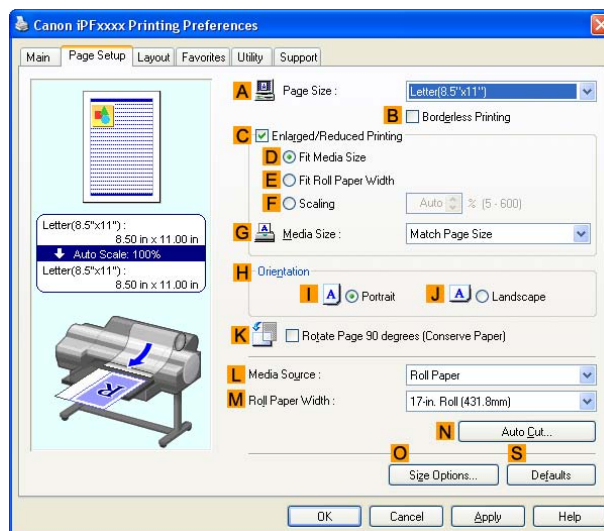 Canon iPFxxxx Printing Preferences
Main Page Setup Layout Favorites Utility Support
A Page Size : Letter(8.5"x11")
B Borderless Printing
C Enlarged/Reduced Printing
D Fit Media Size
E Fit Roll Paper Width
F Scaling Auto % (5 - 600)
G A Media Size : Match Page Size
Letter(8.5"x11") :
8.50 in x 11.00 in
Auto Scale: 100%
Letter(8.5"x11") :
8.50 in x 11.00 in
H Orientation
I A Portrait J A Landscape
K Rotate Page 90 degrees (Conserve Paper)
R
L Media Source : Roll Paper
M Roll Paper Width : 17-in. Roll (431.8mm)
N Auto Cut...
O S
Size Options... Defaults
OK Cancel Apply Help